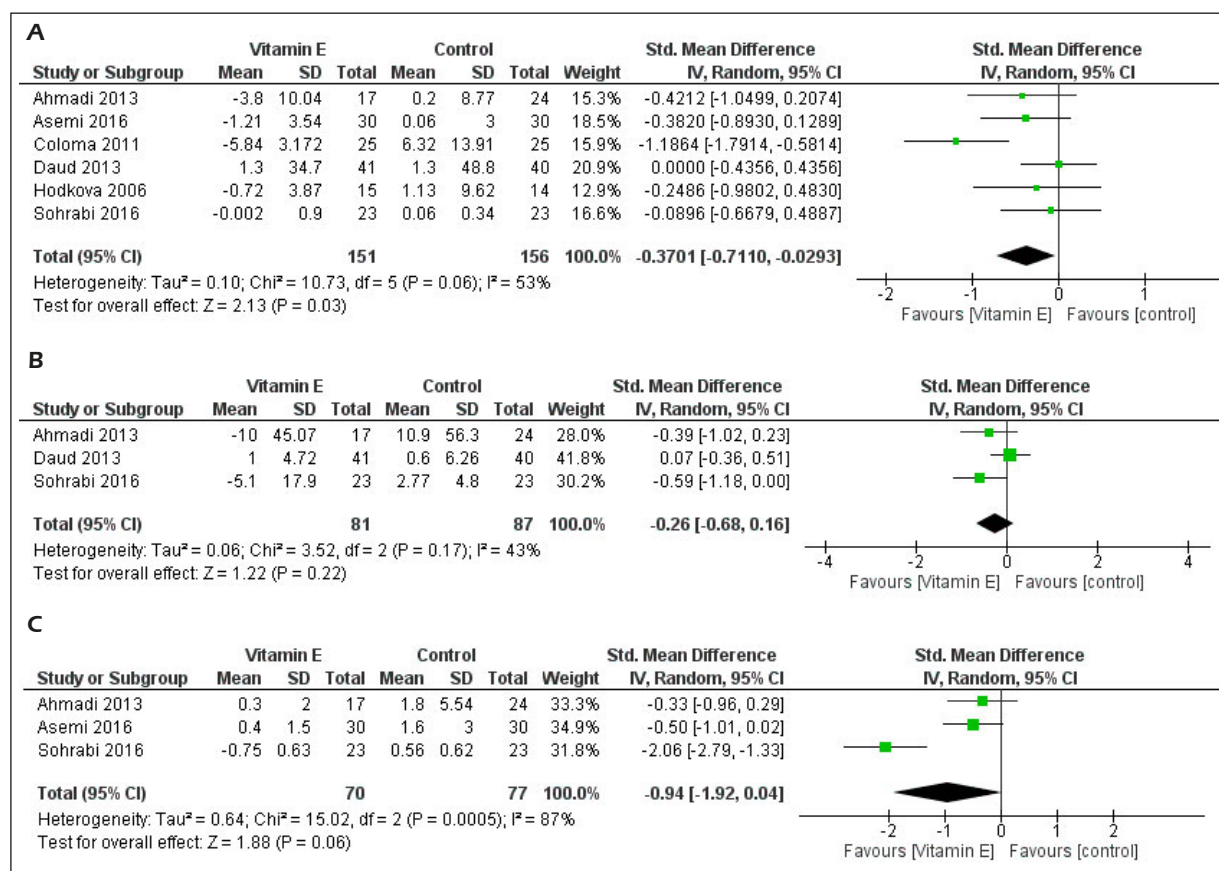 A
Vitamin E Control Std. Mean Difference Std. Mean Difference
Study or Subgroup Mean SD Total Mean SD Total Weight IV, Random, 95% CI IV, Random, 95% CI
Ahmadi 2013 -3.8 10.04 17 0.2 8.77 24 15.3% -0.4212 [-1.0499, 0.2074]
Asemi 2016 -1.21 3.54 30 0.06 3 30 18.5% -0.3820 [-0.8930, 0.1289]
Coloma 2011 -5.84 3.172 25 6.32 13.91 25 15.9% -1.1864 [-1.7914, -0.5814]
Daud 2013 1.3 34.7 41 1.3 48.8 40 20.9% 0.0000 [-0.4356, 0.4356]
Hodkova 2006 -0.72 3.87 15 1.13 9.62 14 12.9% -0.2486 [-0.9802, 0.4830]
Sohrabi 2016 -0.002 0.9 23 0.06 0.34 23 16.6% -0.0896 [-0.6679, 0.4887]
Total (95% CI) 151 156 100.0% -0.3701 [-0.7110, -0.0293]
Heterogeneity: Tau² = 0.10; Chi² = 10.73, df = 5 (P = 0.06); I² = 53%
Test for overall effect: Z = 2.13 (P = 0.03)
-2 -1 0 1
Favours [Vitamin E] Favours [control]
B
Vitamin E Control Std. Mean Difference Std. Mean Difference
Study or Subgroup Mean SD Total Mean SD Total Weight IV, Random, 95% CI IV, Random, 95% CI
Ahmadi 2013 -10 45.07 17 10.9 56.3 24 28.0% -0.39 [-1.02, 0.23]
Daud 2013 1 4.72 41 0.6 6.26 40 41.8% 0.07 [-0.36, 0.51]
Sohrabi 2016 -5.1 17.9 23 2.77 4.8 23 30.2% -0.59 [-1.18, 0.00]
Total (95% CI) 81 87 100.0% -0.26 [-0.68, 0.16]
Heterogeneity: Tau² = 0.06; Chi² = 3.52, df = 2 (P = 0.17); I² = 43%
Test for overall effect: Z = 1.22 (P = 0.22)
-4 -2 0 2 4
Favours [Vitamin E] Favours [control]
C
Vitamin E Control Std. Mean Difference Std. Mean Difference
Study or Subgroup Mean SD Total Mean SD Total Weight IV, Random, 95% CI IV, Random, 95% CI
Ahmadi 2013 0.3 2 17 1.8 5.54 24 33.3% -0.33 [-0.96, 0.29]
Asemi 2016 0.4 1.5 30 1.6 3 30 34.9% -0.50 [-1.01, 0.02]
Sohrabi 2016 -0.75 0.63 23 0.56 0.62 23 31.8% -2.06 [-2.79, -1.33]
Total (95% CI) 70 77 100.0% -0.94 [-1.92, 0.04]
Heterogeneity: Tau² = 0.64; Chi² = 15.02, df = 2 (P = 0.0005); I² = 87%
Test for overall effect: Z = 1.88 (P = 0.06)
-2 -1 0 1 2
Favours [Vitamin E] Favours [control]